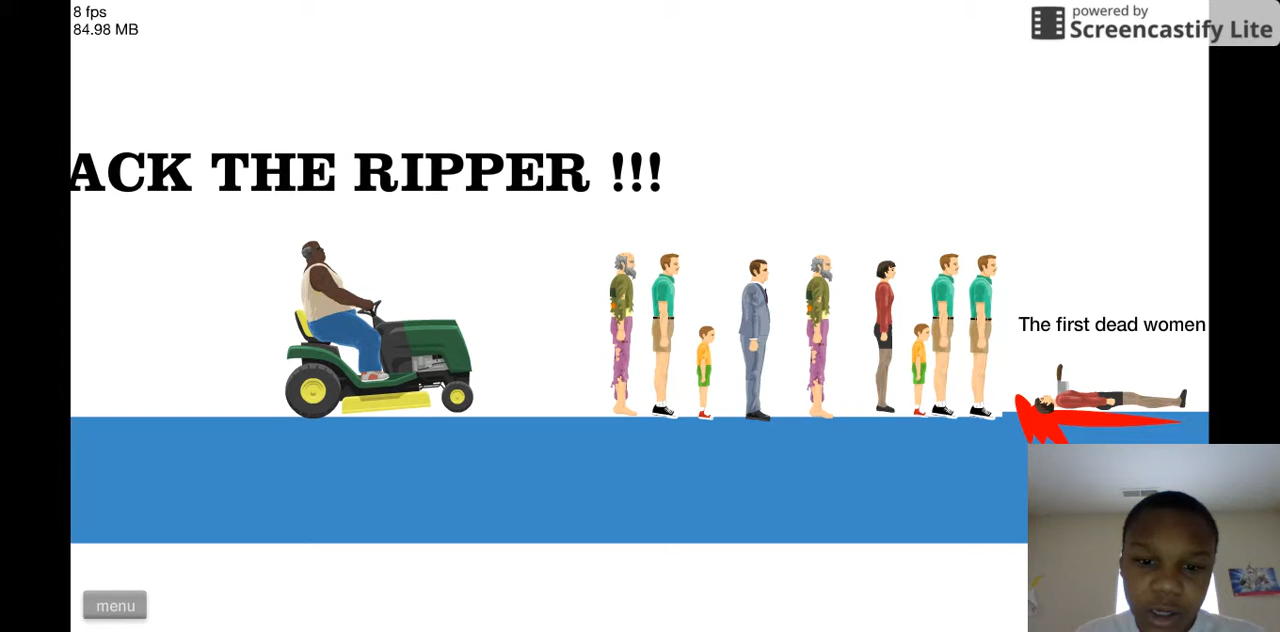 8 fps
84.98 MB
powered by
Screencastify Lite
ACK THE RIPPER !!!
The first dead women
menu